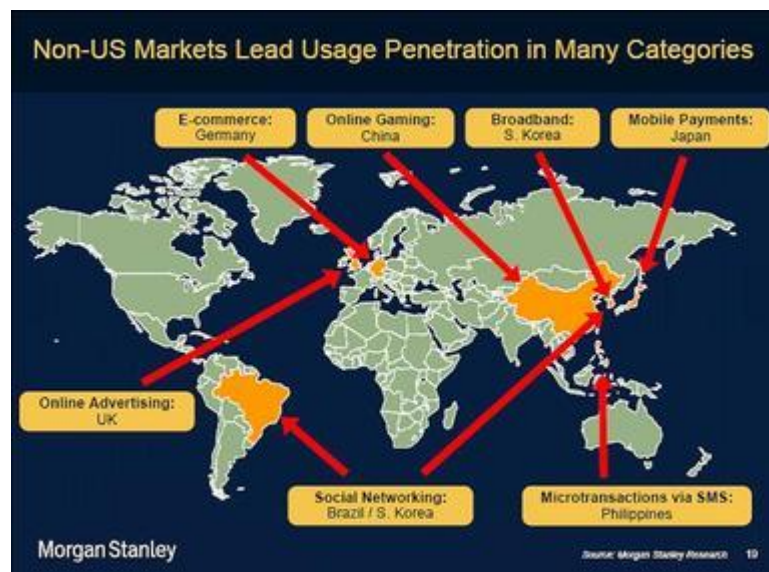 Non-US Markets Lead Usage Penetration in Many Categories
E-commerce:
Germany
Online Gaming:
China
Broadband:
S. Korea
Mobile Payments:
Japan
Online Advertising:
UK
Social Networking:
Brazil / S. Korea
Microtransactions via SMS:
Philippines
Morgan Stanley
Source: Morgan Stanley Research
19